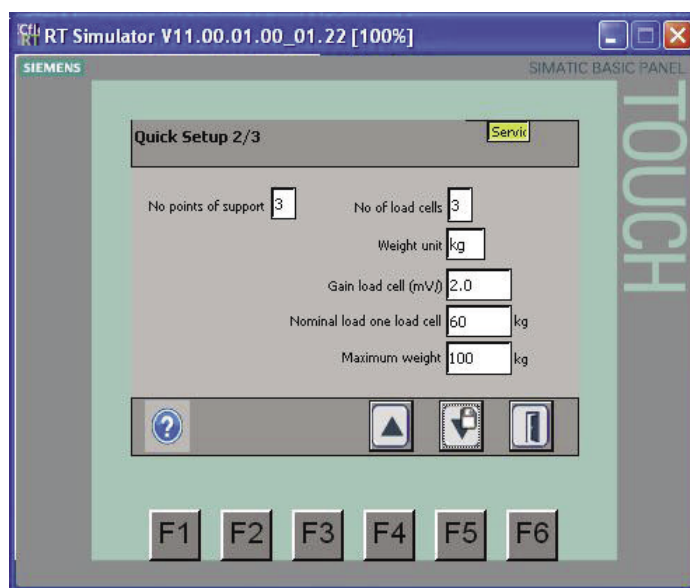 RT Simulator V11.00.01.00_01.22 [100%]
SIEMENS
SIMATIC BASIC PANEL
TOUCH
Quick Setup 2/3
Servic
No points of support 3
No of load cells 3
Weight unit kg
Gain load cell (mV/) 2.0
Nominal load one load cell 60 kg
Maximum weight 100 kg
F1 F2 F3 F4 F5 F6